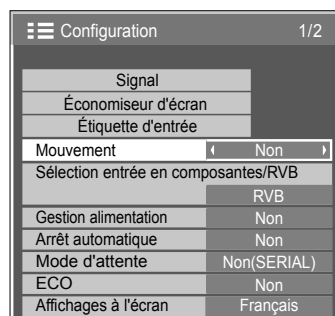 Configuration 1/2
Signal
Économiseur d'écran
Étiquette d'entrée
Mouvement Non
Sélection entrée en composantes/RVB
RVB
Gestion alimentation Non
Arrêt automatique Non
Mode d'attente Non(SERIAL)
ECO Non
Affichages à l'écran Français